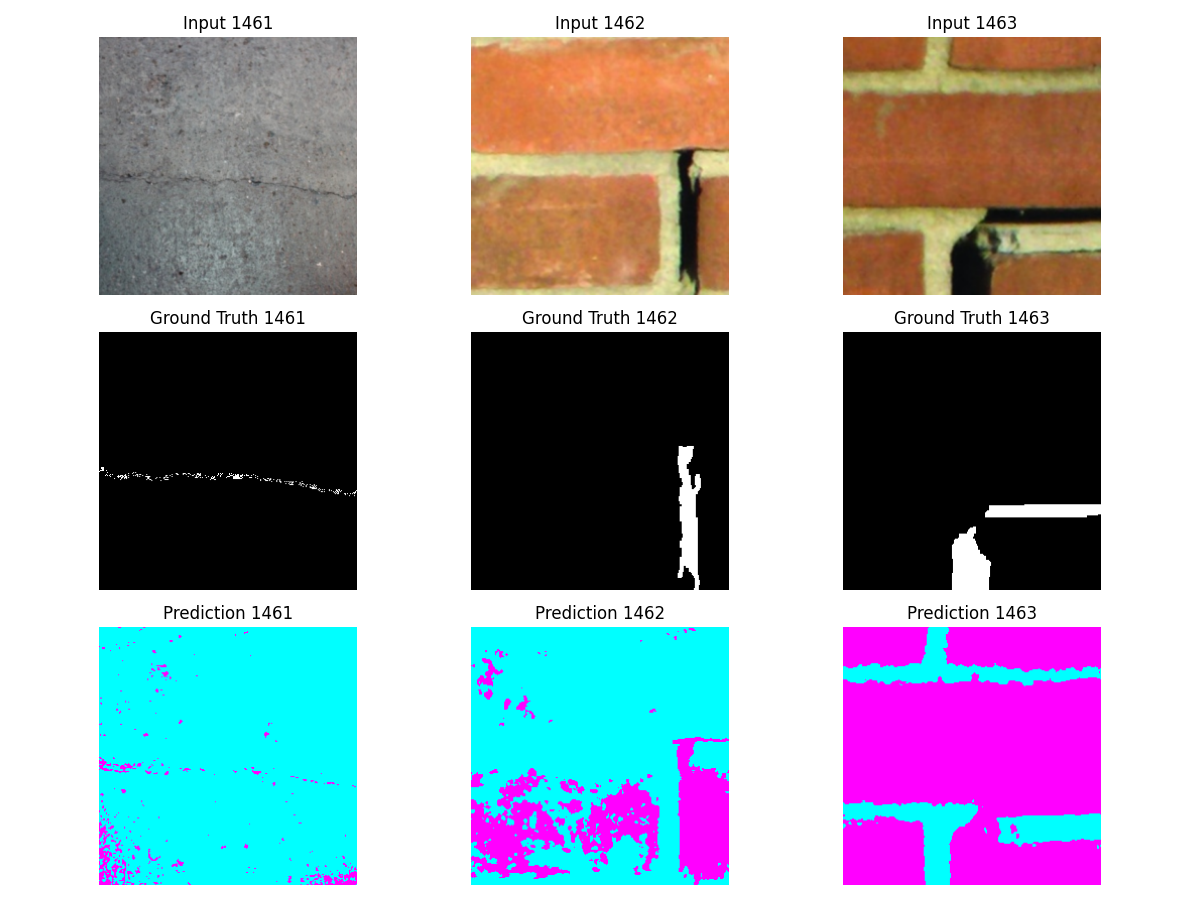 Input 1461
Input 1462
Input 1463
Ground Truth 1461
Ground Truth 1462
Ground Truth 1463
Prediction 1461
Prediction 1462
Prediction 1463